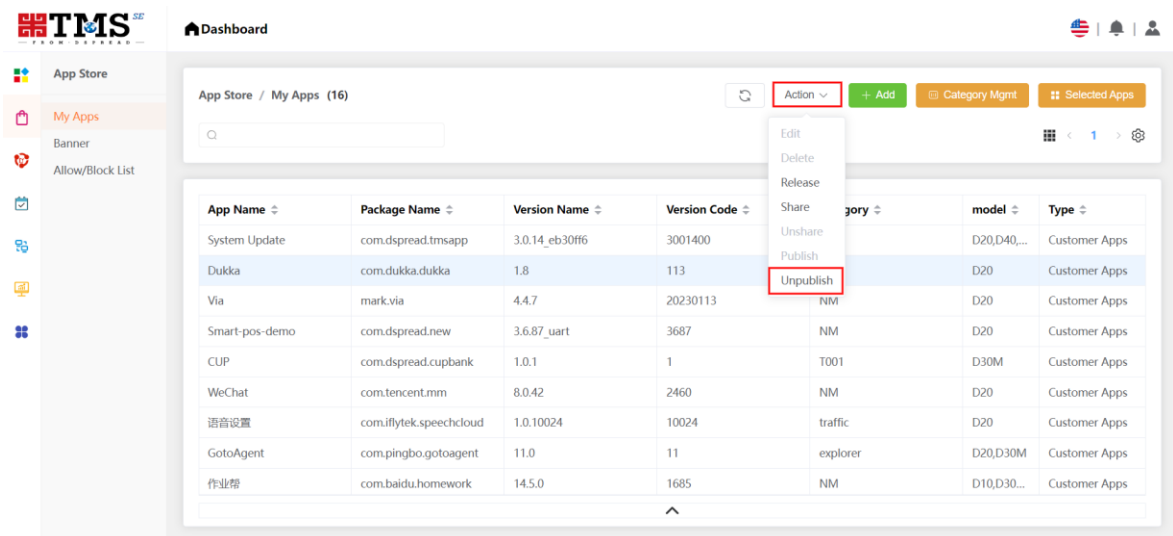 TMS SE
FROM DSPREAD
Dashboard
App Store
My Apps
Banner
Allow/Block List
App Store / My Apps (16)
Action
+ Add
Category Mgmt
Selected Apps
1
Edit
Delete
Release
Share
Unshare
Publish
Unpublish
App Name Package Name Version Name Version Code gory model Type
System Update com.dspread.tmsapp 3.0.14_eb30ff6 3001400 D20,D40,... Customer Apps
Dukka com.dukka.dukka 1.8 113 D20 Customer Apps
Via mark.via 4.4.7 20230113 NM D20 Customer Apps
Smart-pos-demo com.dspread.new 3.6.87_uart 3687 NM D20 Customer Apps
CUP com.dspread.cupbank 1.0.1 1 T001 D30M Customer Apps
WeChat com.tencent.mm 8.0.42 2460 NM D20 Customer Apps
语音设置 com.iflytek.speechcloud 1.0.10024 10024 traffic D20 Customer Apps
GotoAgent com.pingbo.gotoagent 11.0 11 explorer D20,D30M Customer Apps
作业帮 com.baidu.homework 14.5.0 1685 NM D10,D30... Customer Apps